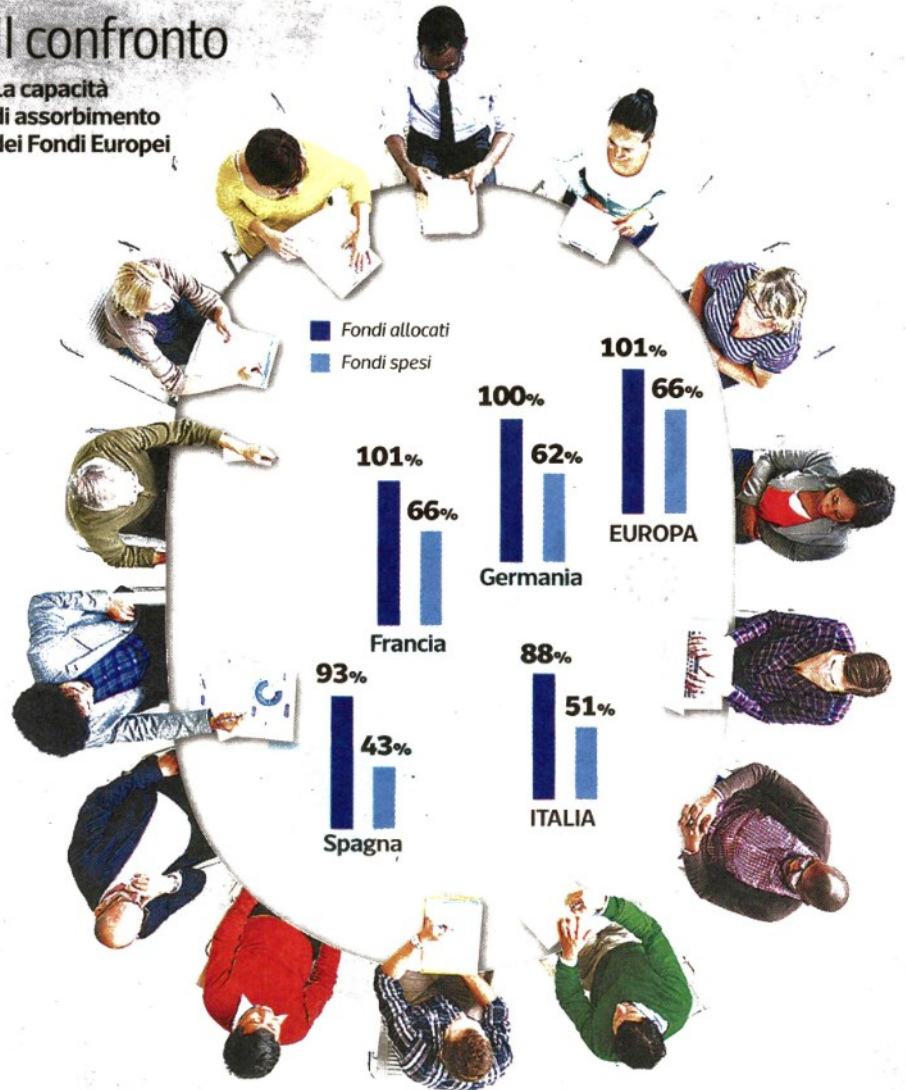 Il confronto
La capacità
di assorbimento
dei Fondi Europei
Fondi allocati
Fondi spesi
101%
66%
EUROPA
100%
62%
Germania
101%
66%
Francia
93%
43%
Spagna
88%
51%
ITALIA